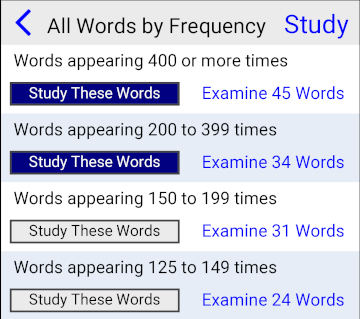 All Words by Frequency Study
Words appearing 400 or more times
Study These Words Examine 45 Words
Words appearing 200 to 399 times
Study These Words Examine 34 Words
Words appearing 150 to 199 times
Study These Words Examine 31 Words
Words appearing 125 to 149 times
Study These Words Examine 24 Words